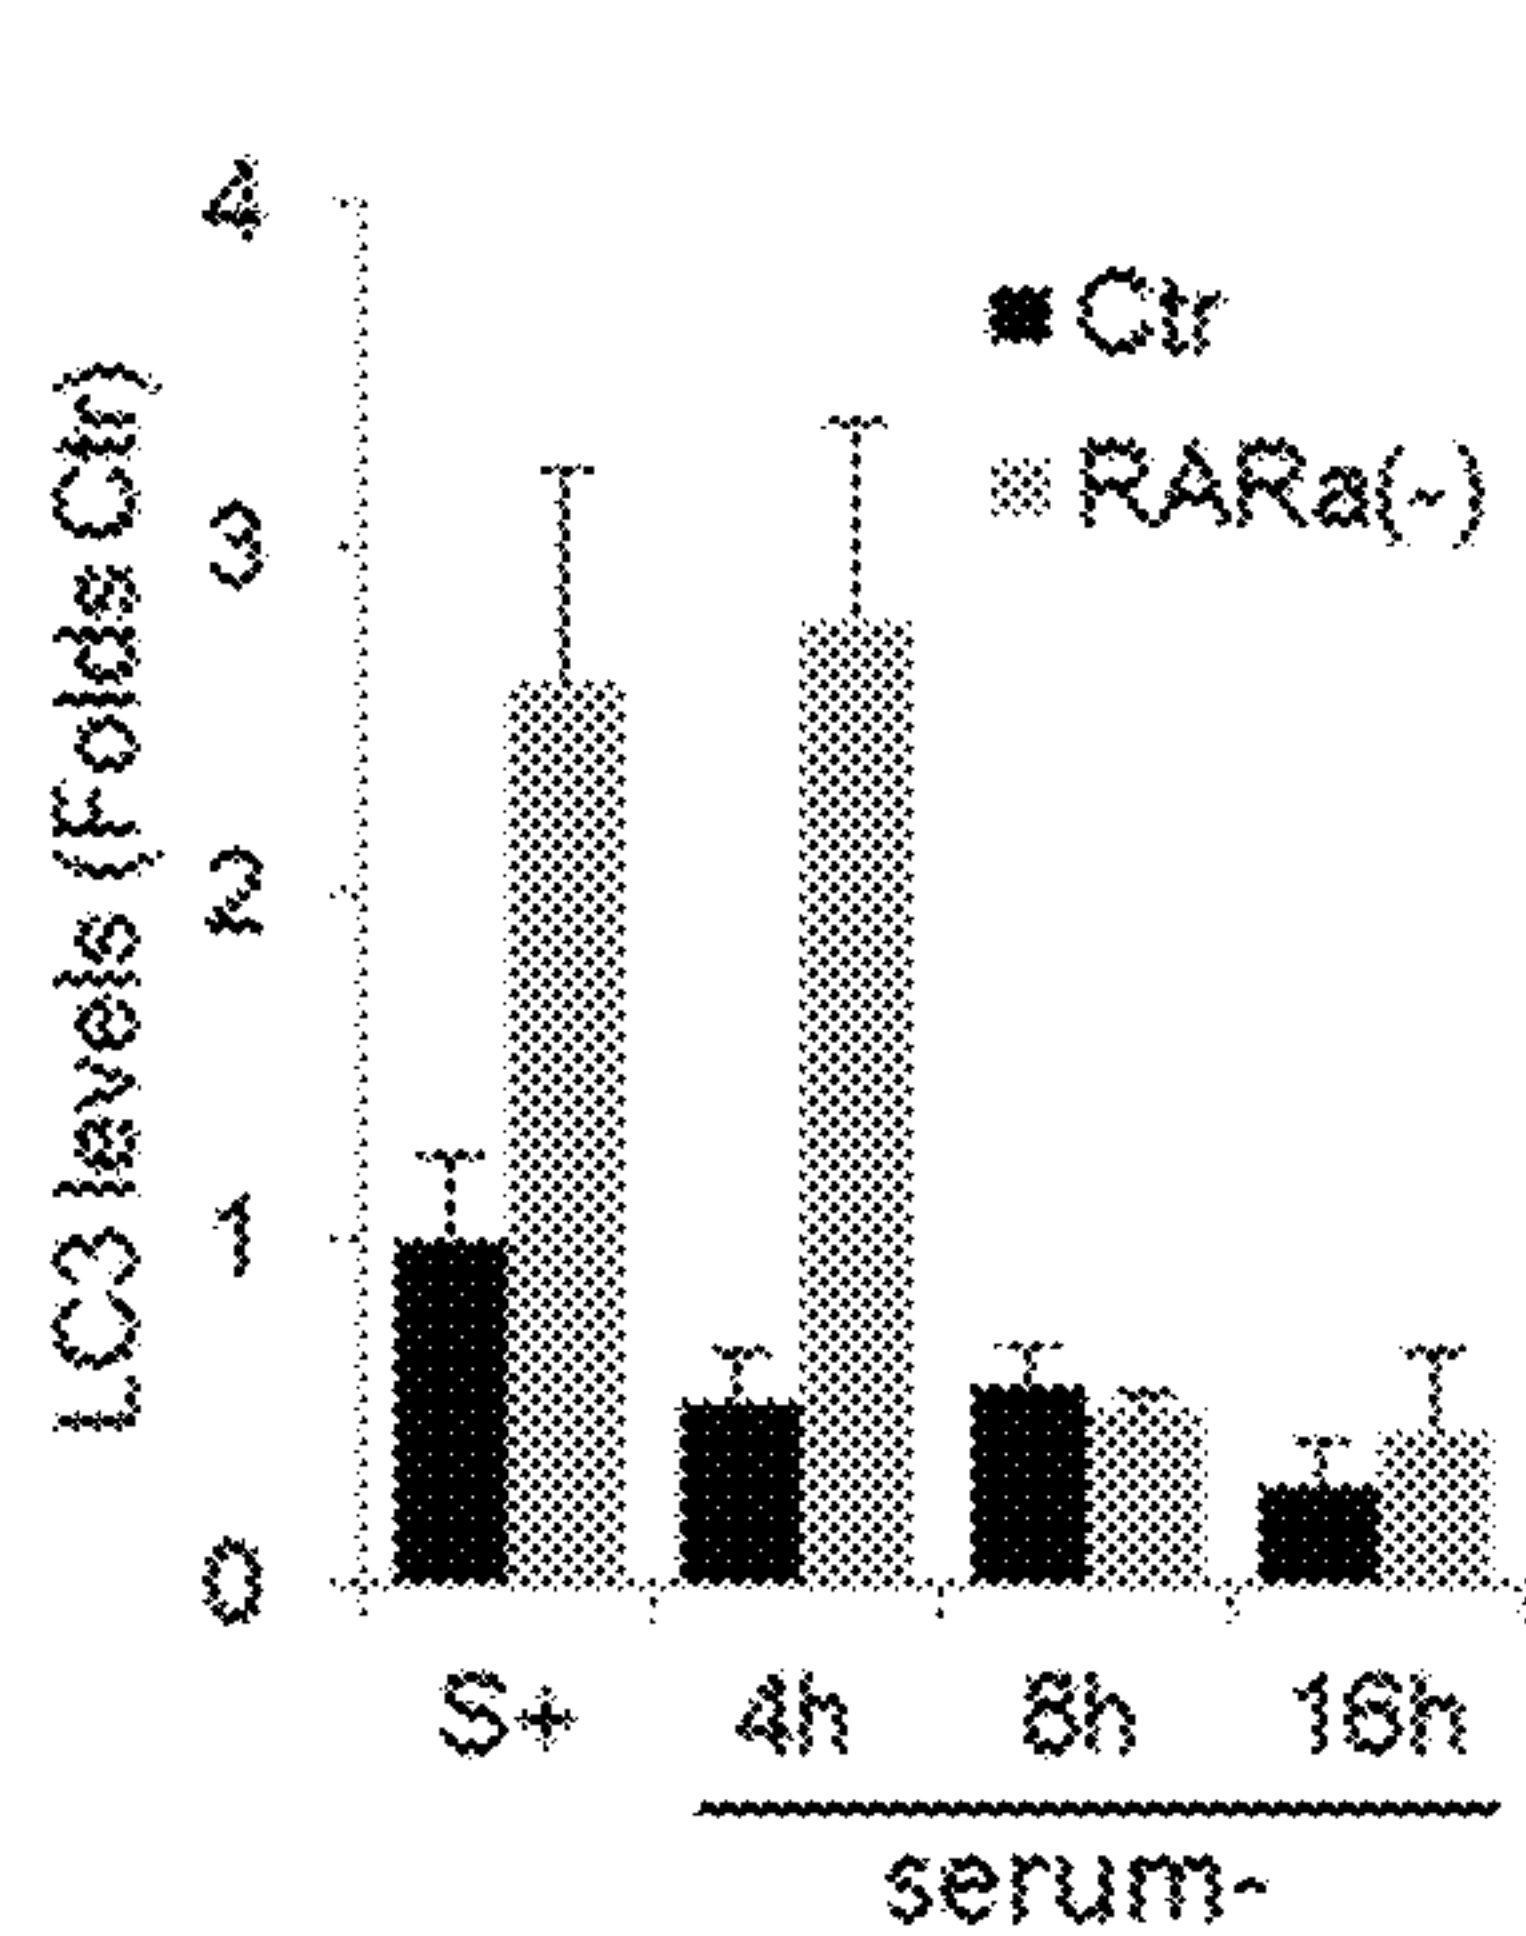 LC3 levels (Folds Ctr)
4
3
2
1
0
Ctr
RARa(-)
S+ 4h 8h 16h
serum-